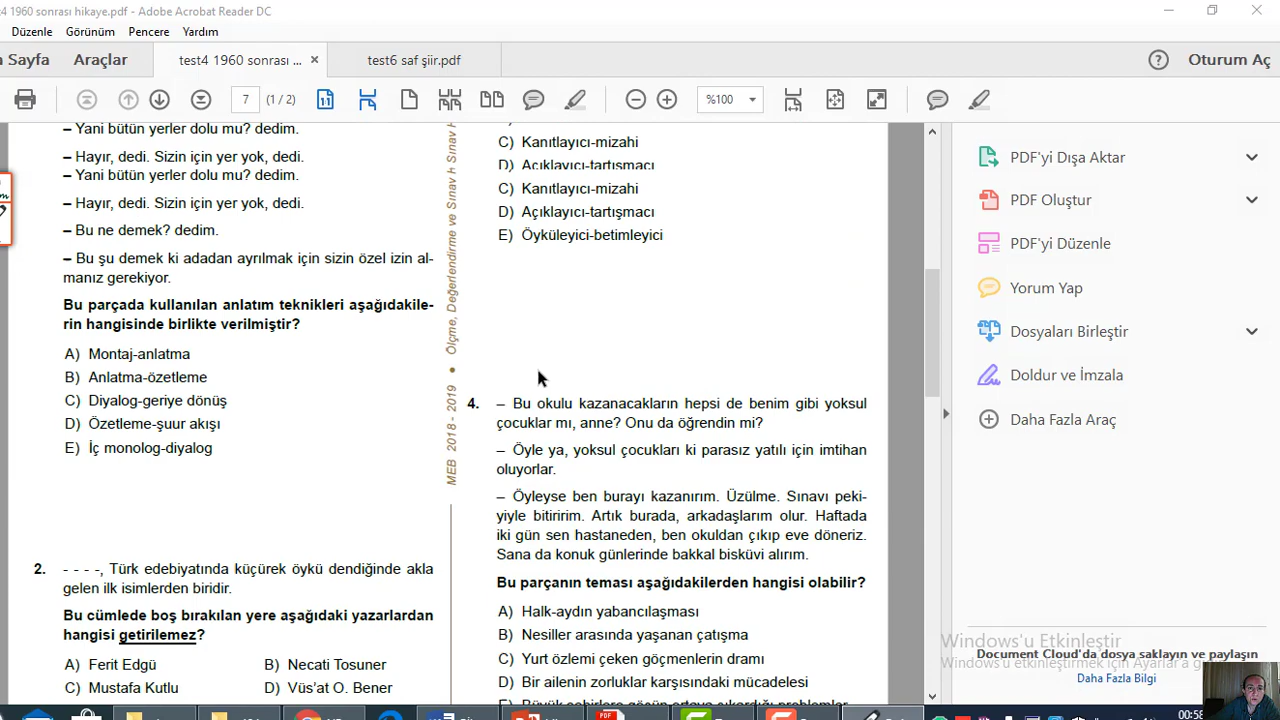 4 1960 sonrası hikaye.pdf - Adobe Acrobat Reader DC
Düzenle Görünüm Pencere Yardım
Sayfa Araçlar test4 1960 sonrası ... × test6 saf şiir.pdf Oturum Aç
7 (1 / 2) %100
– Yani bütün yerler dolu mu? dedim.
– Hayır, dedi. Sizin için yer yok, dedi.
– Yani bütün yerler dolu mu? dedim.
– Hayır, dedi. Sizin için yer yok, dedi.
– Bu ne demek? dedim.
– Bu şu demek ki adadan ayrılmak için sizin özel izin al-
manız gerekiyor.
Bu parçada kullanılan anlatım teknikleri aşağıdakile-
rin hangisinde birlikte verilmiştir?
A) Montaj-anlatma
B) Anlatma-özetleme
C) Diyalog-geriye dönüş
D) Özetleme-şuur akışı
E) İç monolog-diyalog
2. - - - -, Türk edebiyatında küçürek öykü dendiğinde akla
gelen ilk isimlerden biridir.
Bu cümlede boş bırakılan yere aşağıdaki yazarlardan
hangisi getirilemez?
A) Ferit Edgü B) Necati Tosuner
C) Mustafa Kutlu D) Vüs'at O. Bener
MEB 2018 - 2019 • Ölçme, Değerlendirme ve Sınav H
C) Kanıtlayıcı-mizahi
D) Açıklayıcı-tartışmacı
C) Kanıtlayıcı-mizahi
D) Açıklayıcı-tartışmacı
E) Öyküleyici-betimleyici
4. – Bu okulu kazanacakların hepsi de benim gibi yoksul
çocuklar mı, anne? Onu da öğrendin mi?
– Öyle ya, yoksul çocukları ki parasız yatılı için imtihan
oluyorlar.
– Öyleyse ben burayı kazanırım. Üzülme. Sınavı peki-
yiyle bitiririm. Artık burada, arkadaşlarım olur. Haftada
iki gün sen hastaneden, ben okuldan çıkıp eve döneriz.
Sana da konuk günlerinde bakkal bisküvi alırım.
Bu parçanın teması aşağıdakilerden hangisi olabilir?
A) Halk-aydın yabancılaşması
B) Nesiller arasında yaşanan çatışma
C) Yurt özlemi çeken göçmenlerin dramı
D) Bir ailenin zorluklar karşısındaki mücadelesi
E) Büyük şehirlere göçün ortaya çıkardığı problemler
PDF'yi Dışa Aktar
PDF Oluştur
PDF'yi Düzenle
Yorum Yap
Dosyaları Birleştir
Doldur ve İmzala
Daha Fazla Araç
Windows'u Etkinleştir
Document Cloud'da dosya saklayın ve paylaşın
Windows'u etkinleştirmek için Ayarlar'a
Daha Fazla Bilgi
00:58